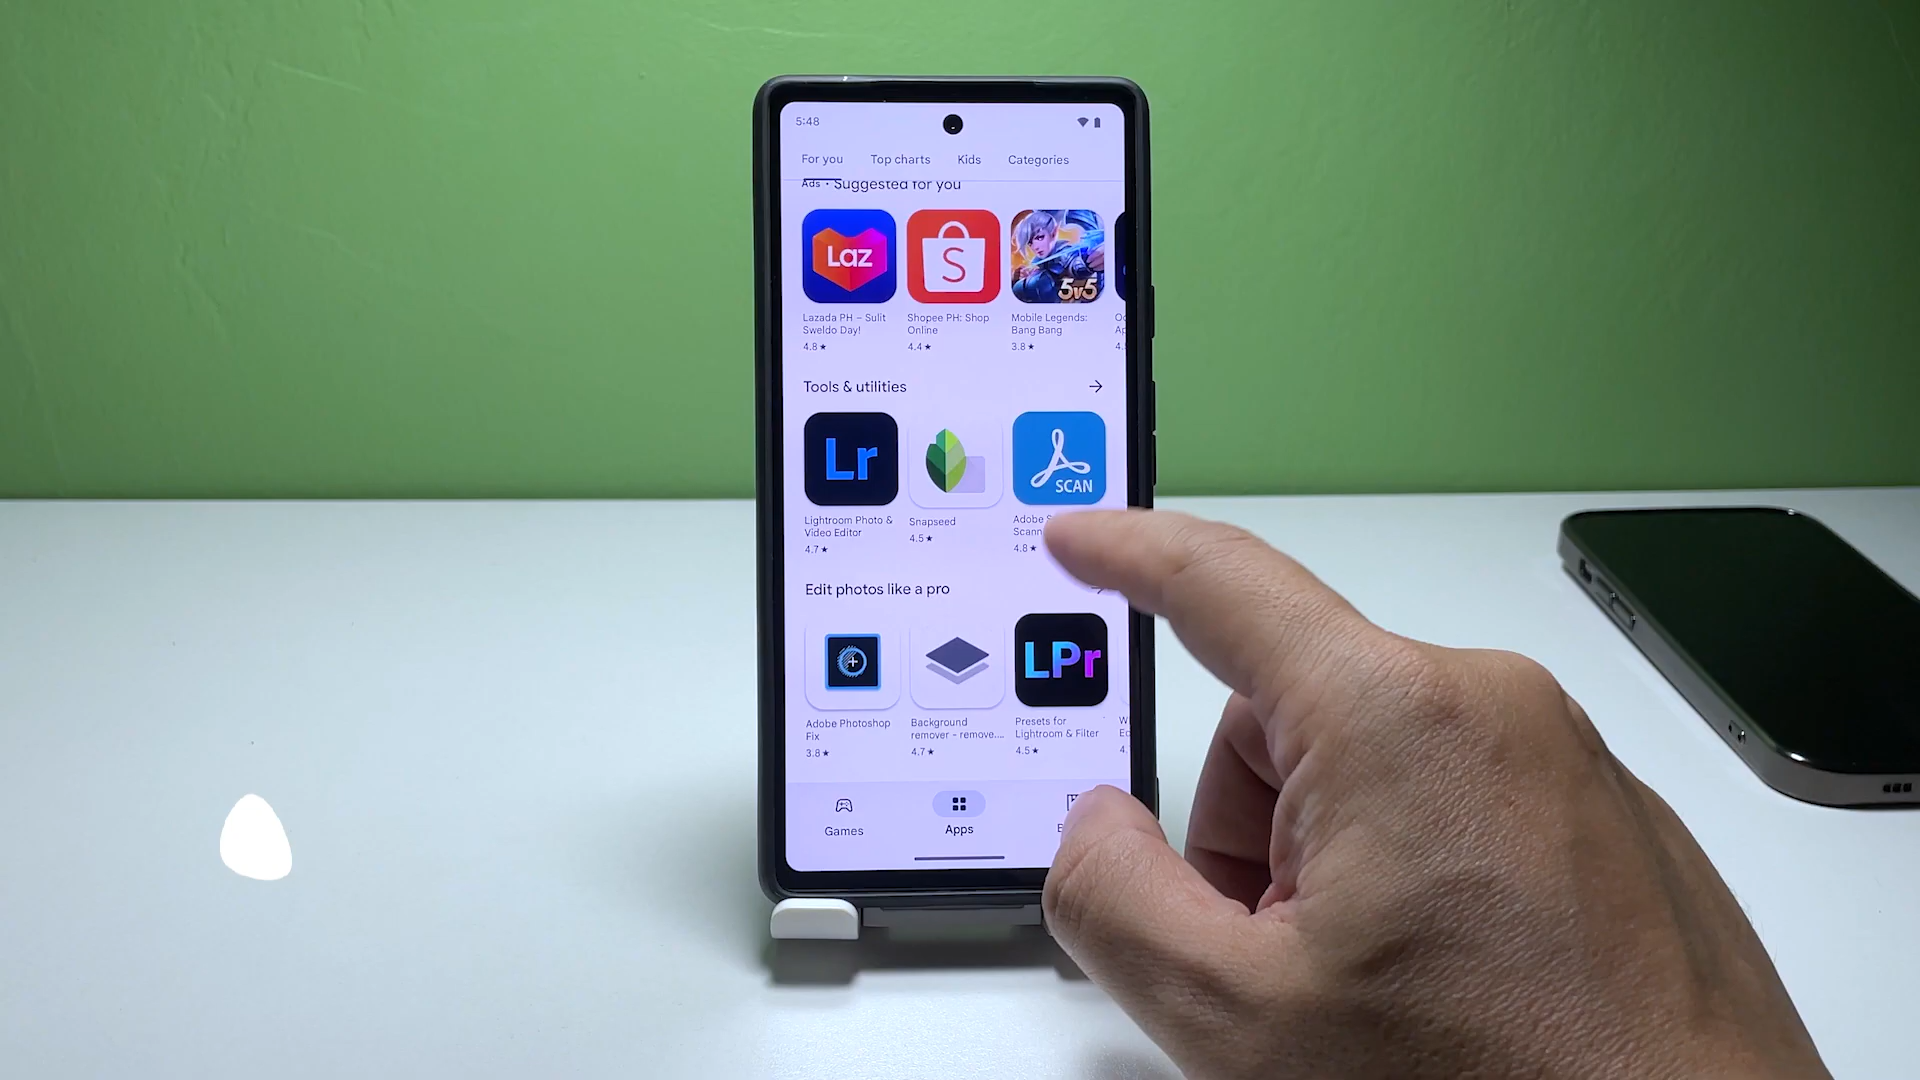 5:48
For you Top charts Kids Categories
Ads • Suggested for you
Laz
S
5v5
Lazada PH – Sulit
Sweldo Day!
4.8★
Shopee PH: Shop
Online
4.4★
Mobile Legends:
Bang Bang
3.8★
4.
Tools & utilities
Lr
SCAN
Lightroom Photo &
Video Editor
4.7★
Snapseed
4.5★
Adobe
4.8★
Edit photos like a pro
LPr
Adobe Photoshop
Fix
3.8★
Background
remover - remove....
4.7★
Presets for
Lightroom & Filter
4.5★
4.
Games
Apps